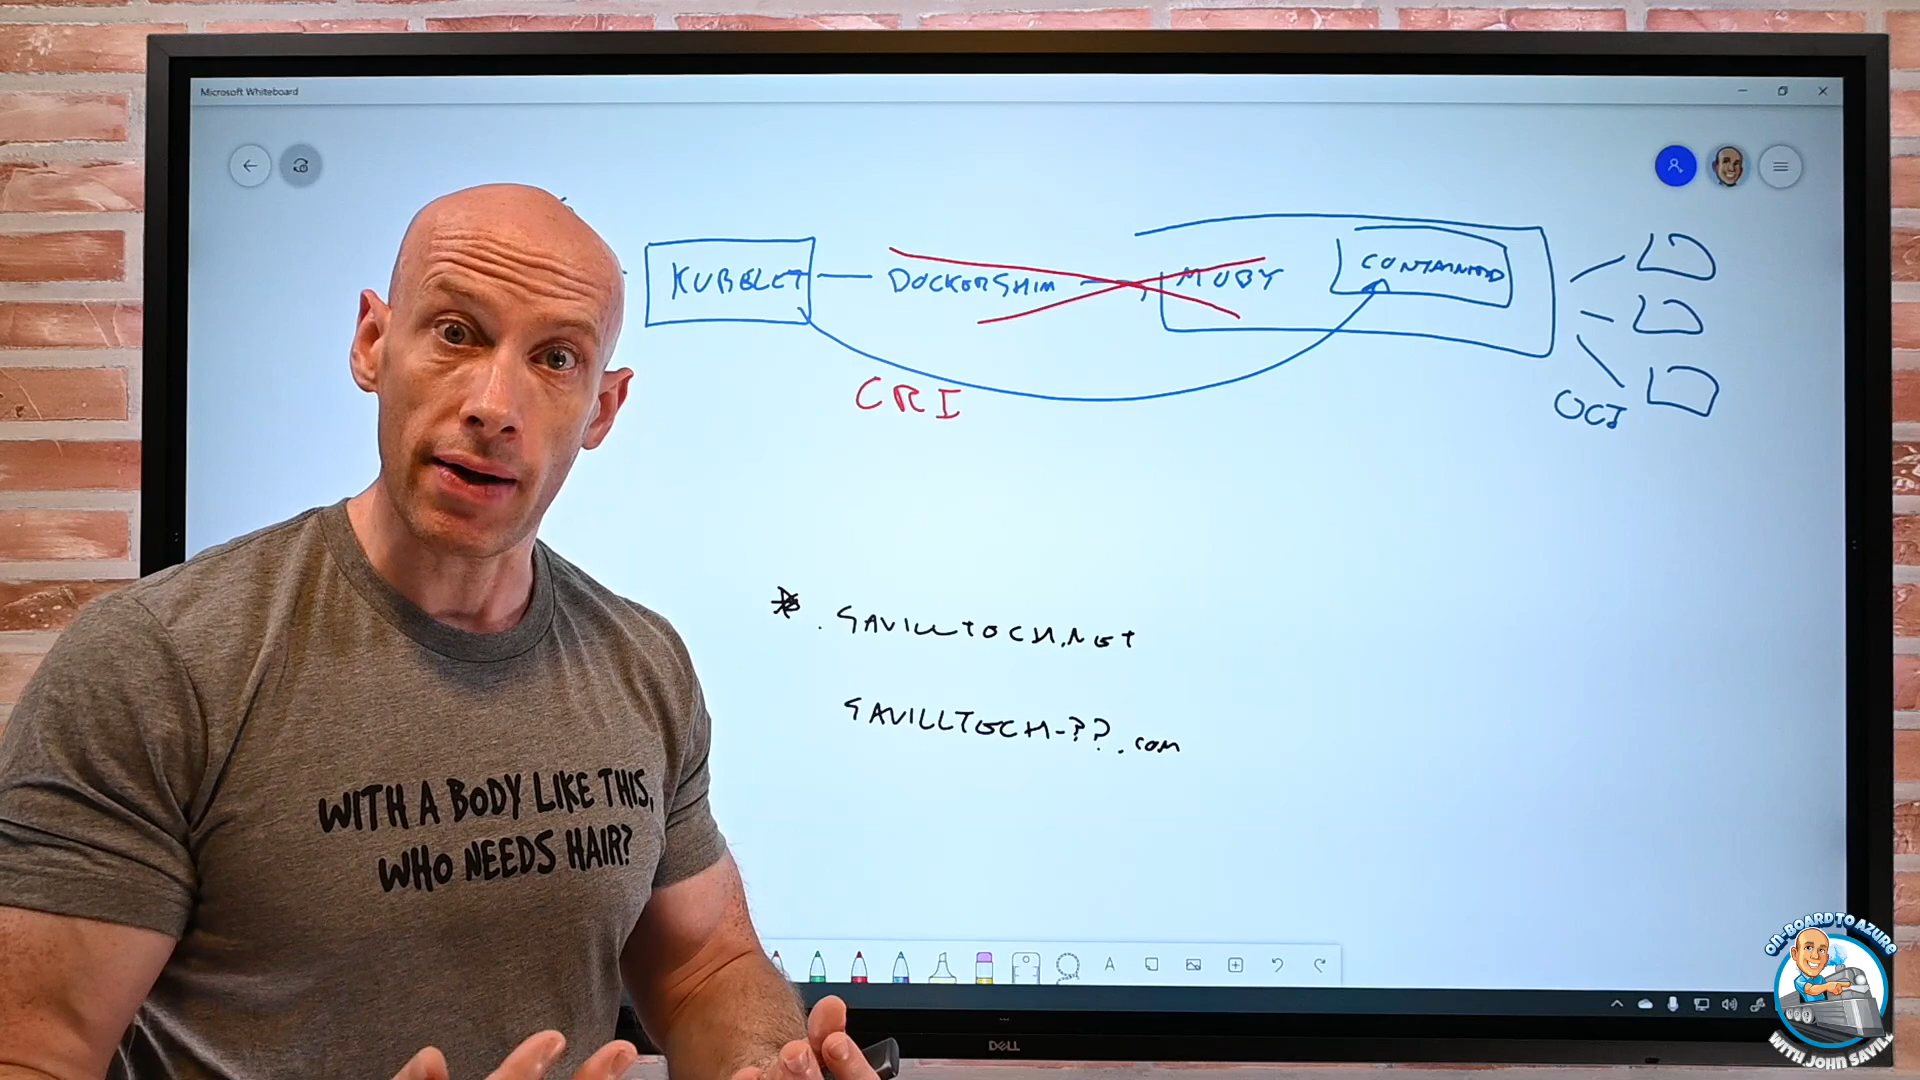 Microsoft Whiteboard
KUBELET
DOCKERSHIM
MOBY
CONTAINERD
CRI
OCI
* . SAVILLTECH.NET
SAVILLTECH-??.COM
WITH A BODY LIKE THIS,
WHO NEEDS HAIR?
DELL
ON-BOARD TO AZURE
WITH JOHN SAVILL